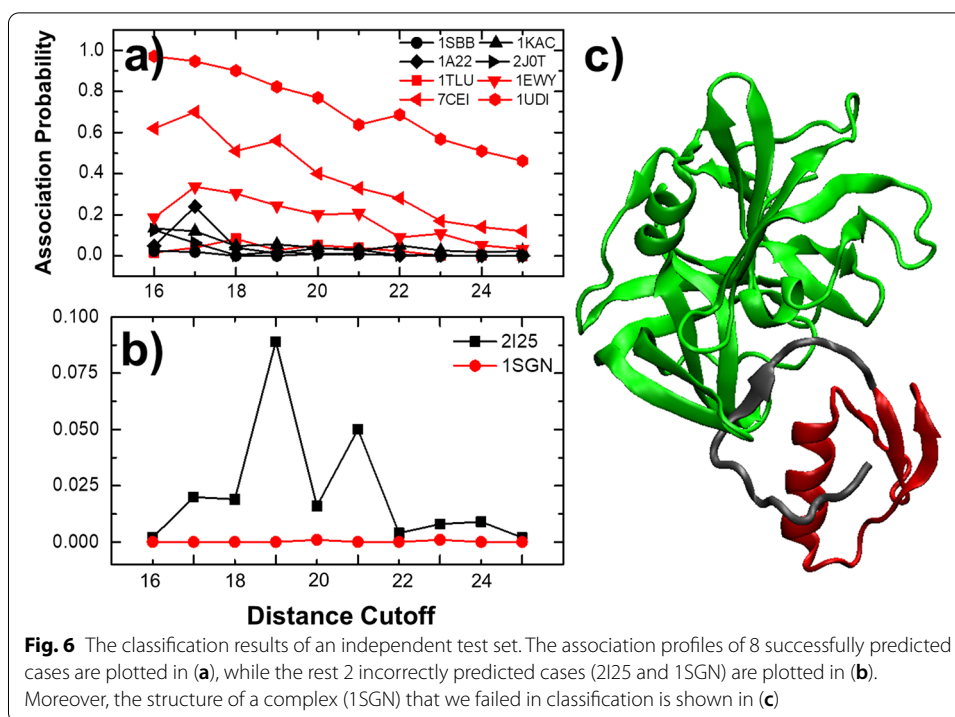 a)
Association Probability
1.0
0.8
0.6
0.4
0.2
0.0
1SBB 1KAC
1A22 2J0T
1TLU 1EWY
7CEI 1UDI
16 18 20 22 24
b)
0.100
0.075
0.050
0.025
0.000
2I25
1SGN
16 18 20 22 24
Distance Cutoff
c)
Fig. 6 The classification results of an independent test set. The association profiles of 8 successfully predicted
cases are plotted in (a), while the rest 2 incorrectly predicted cases (2I25 and 1SGN) are plotted in (b).
Moreover, the structure of a complex (1SGN) that we failed in classification is shown in (c)